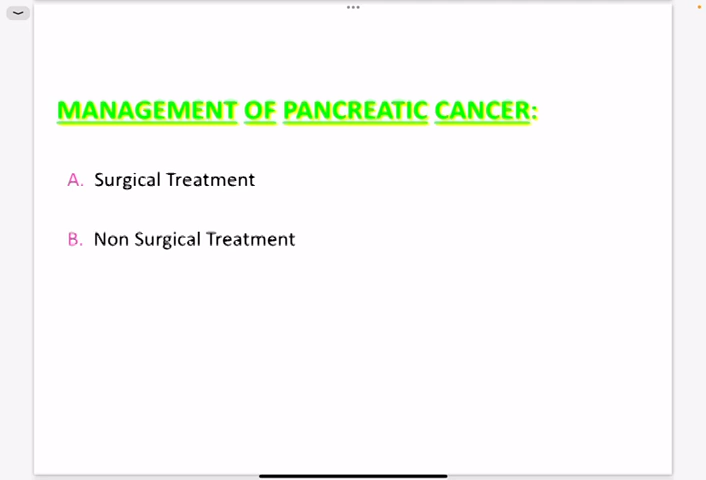 MANAGEMENT OF PANCREATIC CANCER:
A. Surgical Treatment
B. Non Surgical Treatment